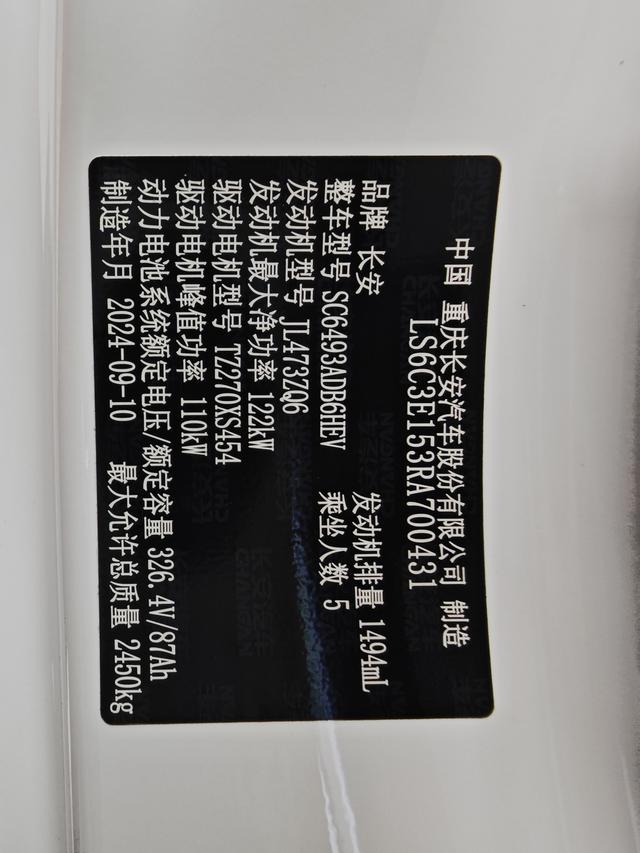 中国 重庆长安汽车股份有限公司 制造
LS6C3E153RA700431
品牌 长安 发动机排量 1494mL
整车型号 SC6493ADB6HEV 乘坐人数 5
发动机型号 JL473ZQ6
发动机最大净功率 122kW
驱动电机型号 TZ270XS454
驱动电机峰值功率 110kW
动力电池系统额定电压/额定容量 326.4V/87Ah
制造年月 2024-09-10 最大允许总质量 2450kg